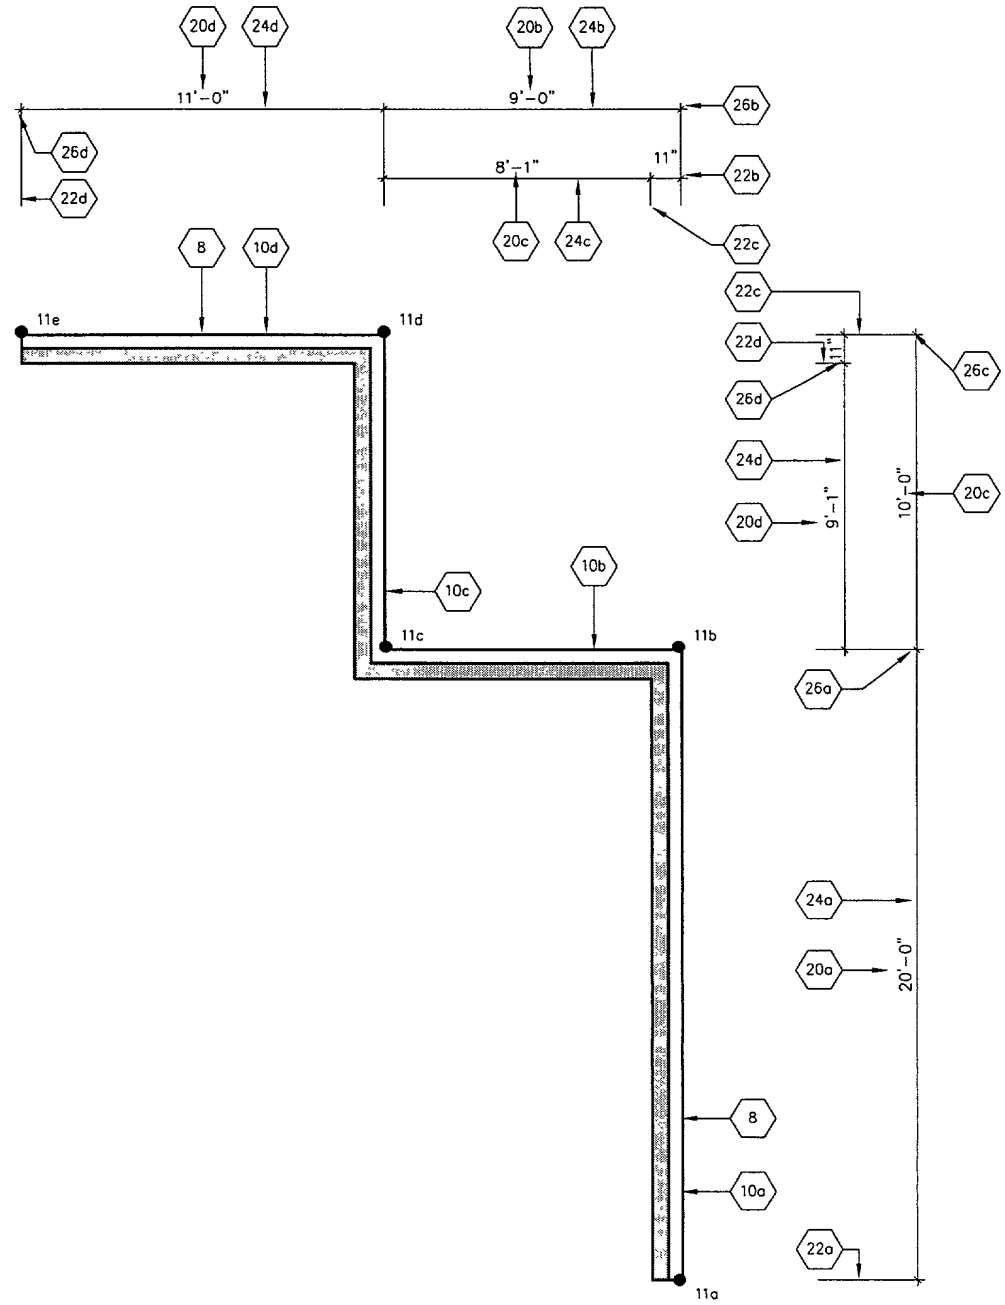 20d 24d 20b 24b
11'-0" 9'-0" 26b
26d 8'-1" 11" 22b
22d
20c 24c 22c
8 10d
22c
11e 11d
22d 11" 26c
26d
24d
20d 9'-1" 10'-0" 20c
10b
10c
11c 11b
26a
24a
20a 20'-0"
8
10a
22a
11a